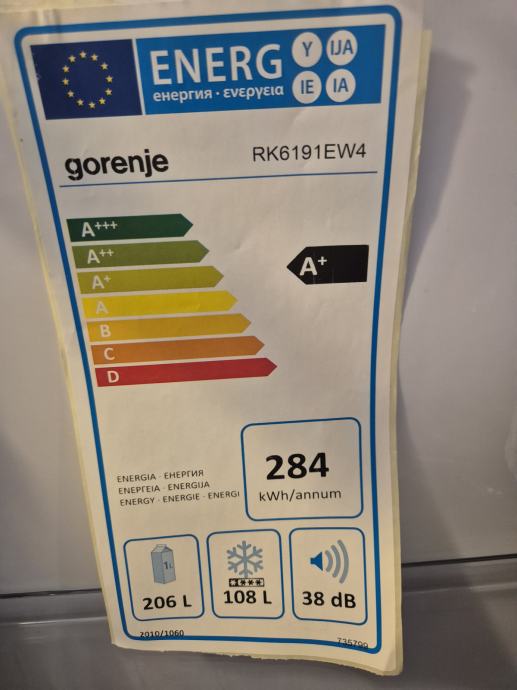 ENERG
енергия · ενεργεια
Y IJA
IE IA
gorenje
RK6191EW4
A+++
A++
A+
A
B
C
D
A+
284
kWh/annum
ENERGIA · ЕНЕРГИЯ
ΕΝΕΡΓΕΙΑ · ENERGIJA
ENERGY · ENERGIE · ENERGI
1L
206 L
108 L
38 dB
2010/1060
735799